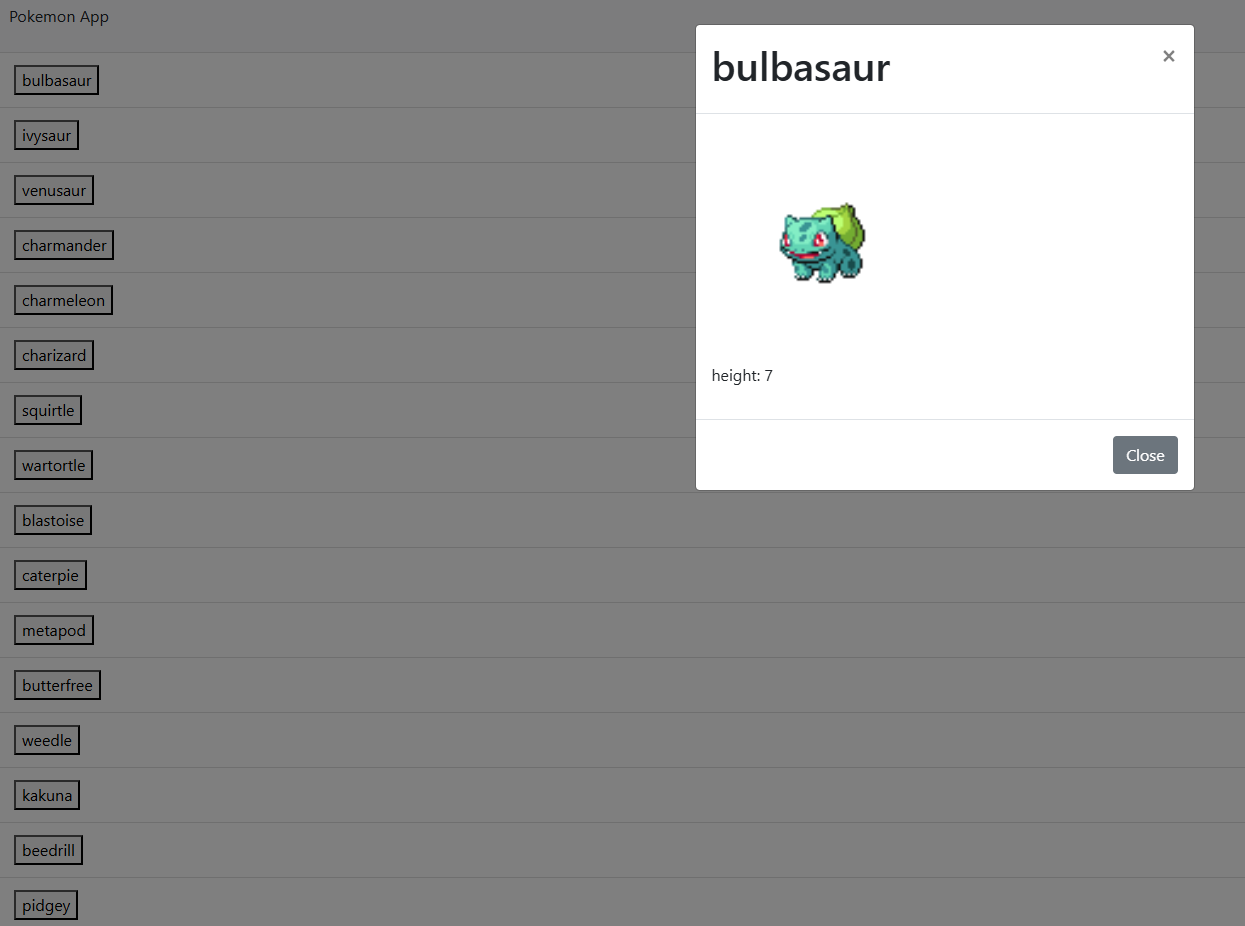 Pokemon App
bulbasaur
ivysaur
venusaur
charmander
charmeleon
charizard
squirtle
wartortle
blastoise
caterpie
metapod
butterfree
weedle
kakuna
beedrill
pidgey
bulbasaur
×
height: 7
Close